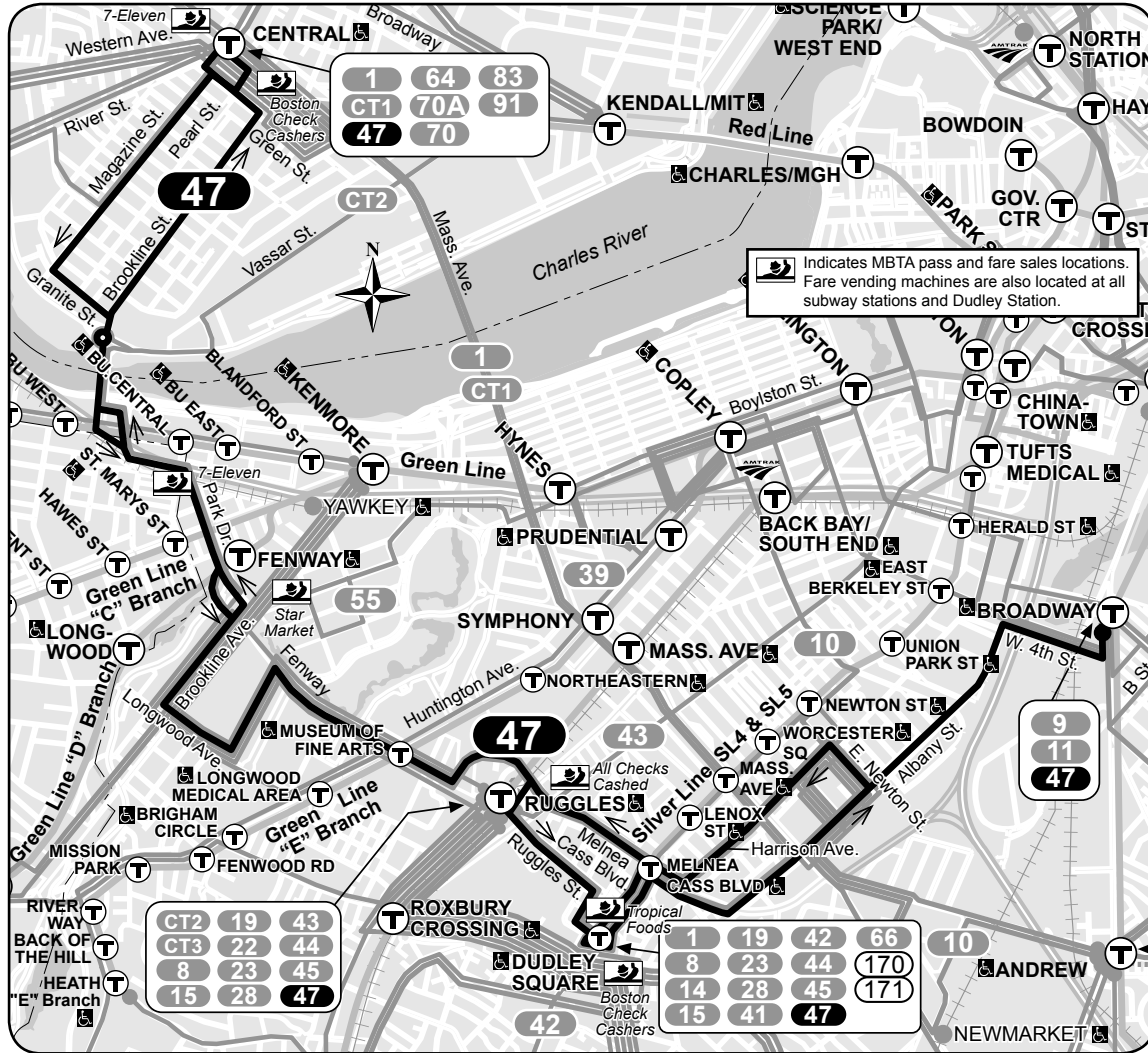 7-Eleven
Western Ave.
CENTRAL
Broadway
SCIENCE
PARK/
WEST END
AMTRAK
NORTH
STATION
1 64 83
CT1 70A 91
47 70
Boston
Check
Cashers
River St.
Magazine St.
Pearl St.
Green St.
47
KENDALL/MIT
Red Line
BOWDOIN
CHARLES/MGH
GOV.
CTR
CT2
Mass. Ave.
Charles River
N
Vassar St.
Brookline St.
Granite St.
Indicates MBTA pass and fare sales locations.
Fare vending machines are also located at all
subway stations and Dudley Station.
BU WEST
BU CENTRAL
BU EAST
BLANDFORD ST
KENMORE
1
CT1
COPLEY
Boylston St.
CHINA-
TOWN
TUFTS
MEDICAL
HYNES
Green Line
AMTRAK
7-Eleven
ST. MARYS ST
HAWES ST
Park Dr.
YAWKEY
BACK BAY/
SOUTH END
HERALD ST
PRUDENTIAL
FENWAY
Green Line
"C" Branch
Star
Market
55
39
EAST
BERKELEY ST
BROADWAY
SYMPHONY
LONG-
WOOD
Brookline Ave.
Fenway
10
UNION
PARK ST
W. 4th St.
MASS. AVE
NORTHEASTERN
Huntington Ave.
Longwood Ave.
MUSEUM OF
FINE ARTS
47
43
Silver Line SL4 & SL5
NEWTON ST
WORCESTER
SQ
E. Newton St.
Albany St.
9
11
47
Green Line "D" Branch
LONGWOOD
MEDICAL AREA
Green Line
"E" Branch
BRIGHAM
CIRCLE
FENWOOD RD
MISSION
PARK
All Checks
Cashed
RUGGLES
MASS.
AVE
LENOX
ST
Harrison Ave.
Melnea
Cass Blvd.
Ruggles St.
MELNEA
CASS BLVD
RIVER
WAY
BACK OF
THE HILL
HEATH
"E" Branch
CT2 19 43
CT3 22 44
8 23 45
15 28 47
ROXBURY
CROSSING
Tropical
Foods
DUDLEY
SQUARE
Boston
Check
Cashers
42
1 19 42 66
8 23 44 170
14 28 45 171
15 41 47
10
ANDREW
NEWMARKET